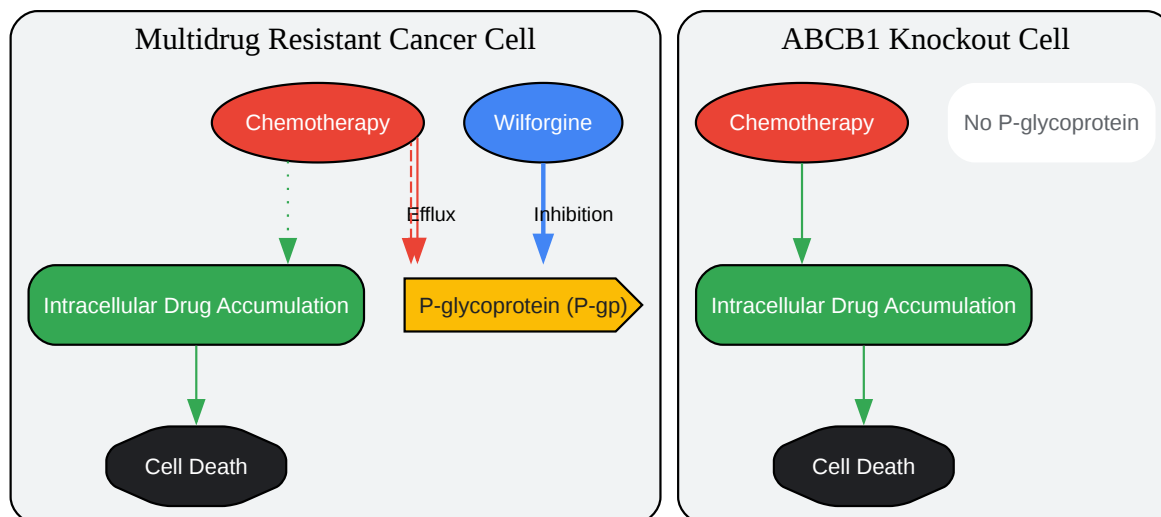 Multidrug Resistant Cancer Cell
Chemotherapy
Wilforgine
Efflux
Inhibition
Intracellular Drug Accumulation
P-glycoprotein (P-gp)
Cell Death
ABCB1 Knockout Cell
Chemotherapy
No P-glycoprotein
Intracellular Drug Accumulation
Cell Death